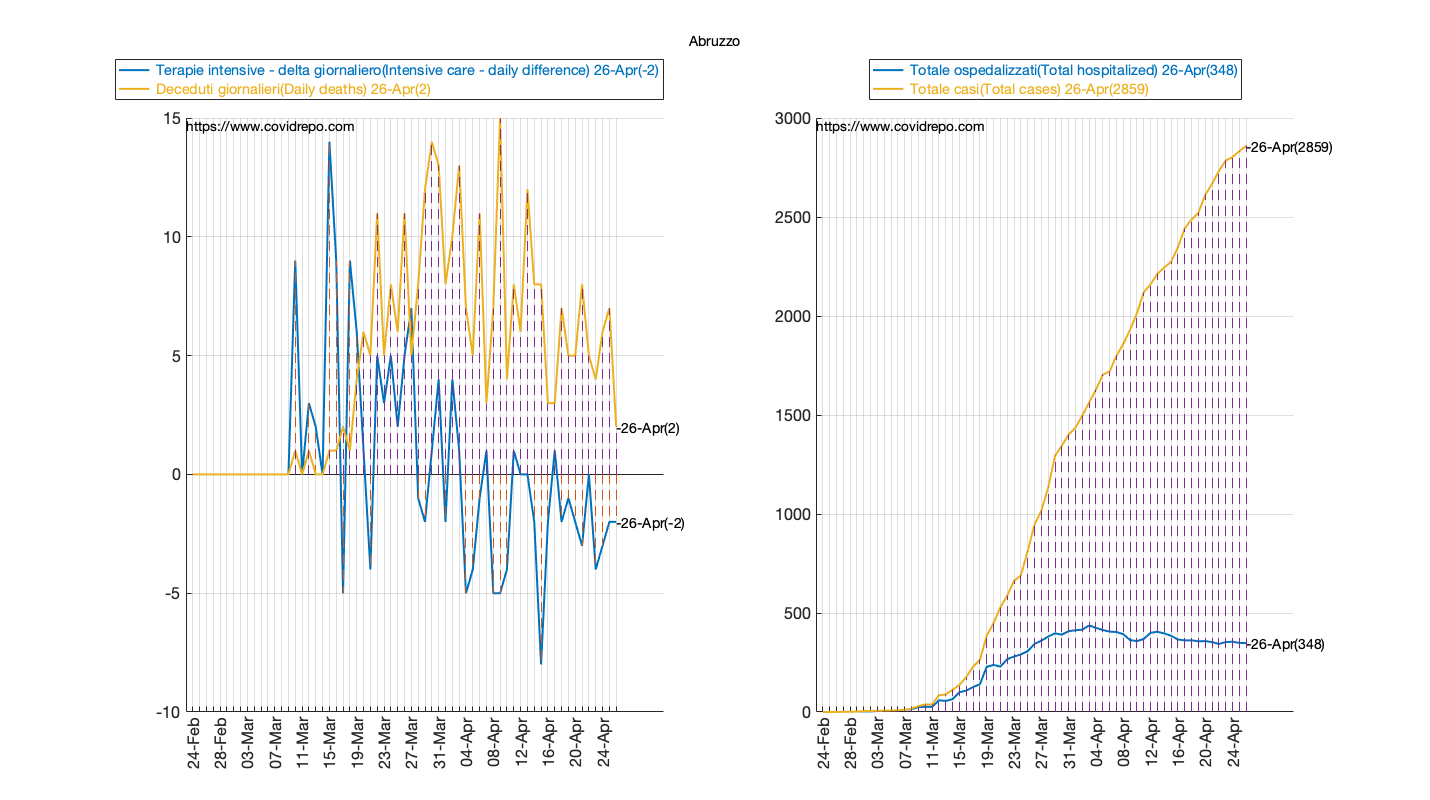 Abruzzo
Terapie intensive - delta giornaliero(Intensive care - daily difference) 26-Apr(-2)
Deceduti giornalieri(Daily deaths) 26-Apr(2)
15
https://www.covidrepo.com
10
5
-26-Apr(2)
0
-26-Apr(-2)
-5
-10
24-Feb
28-Feb
03-Mar
07-Mar
11-Mar
15-Mar
19-Mar
23-Mar
27-Mar
31-Mar
04-Apr
08-Apr
12-Apr
16-Apr
20-Apr
24-Apr
Totale ospedalizzati(Total hospitalized) 26-Apr(348)
Totale casi(Total cases) 26-Apr(2859)
3000
https://www.covidrepo.com
-26-Apr(2859)
2500
2000
1500
1000
500
-26-Apr(348)
0
24-Feb
28-Feb
03-Mar
07-Mar
11-Mar
15-Mar
19-Mar
23-Mar
27-Mar
31-Mar
04-Apr
08-Apr
12-Apr
16-Apr
20-Apr
24-Apr